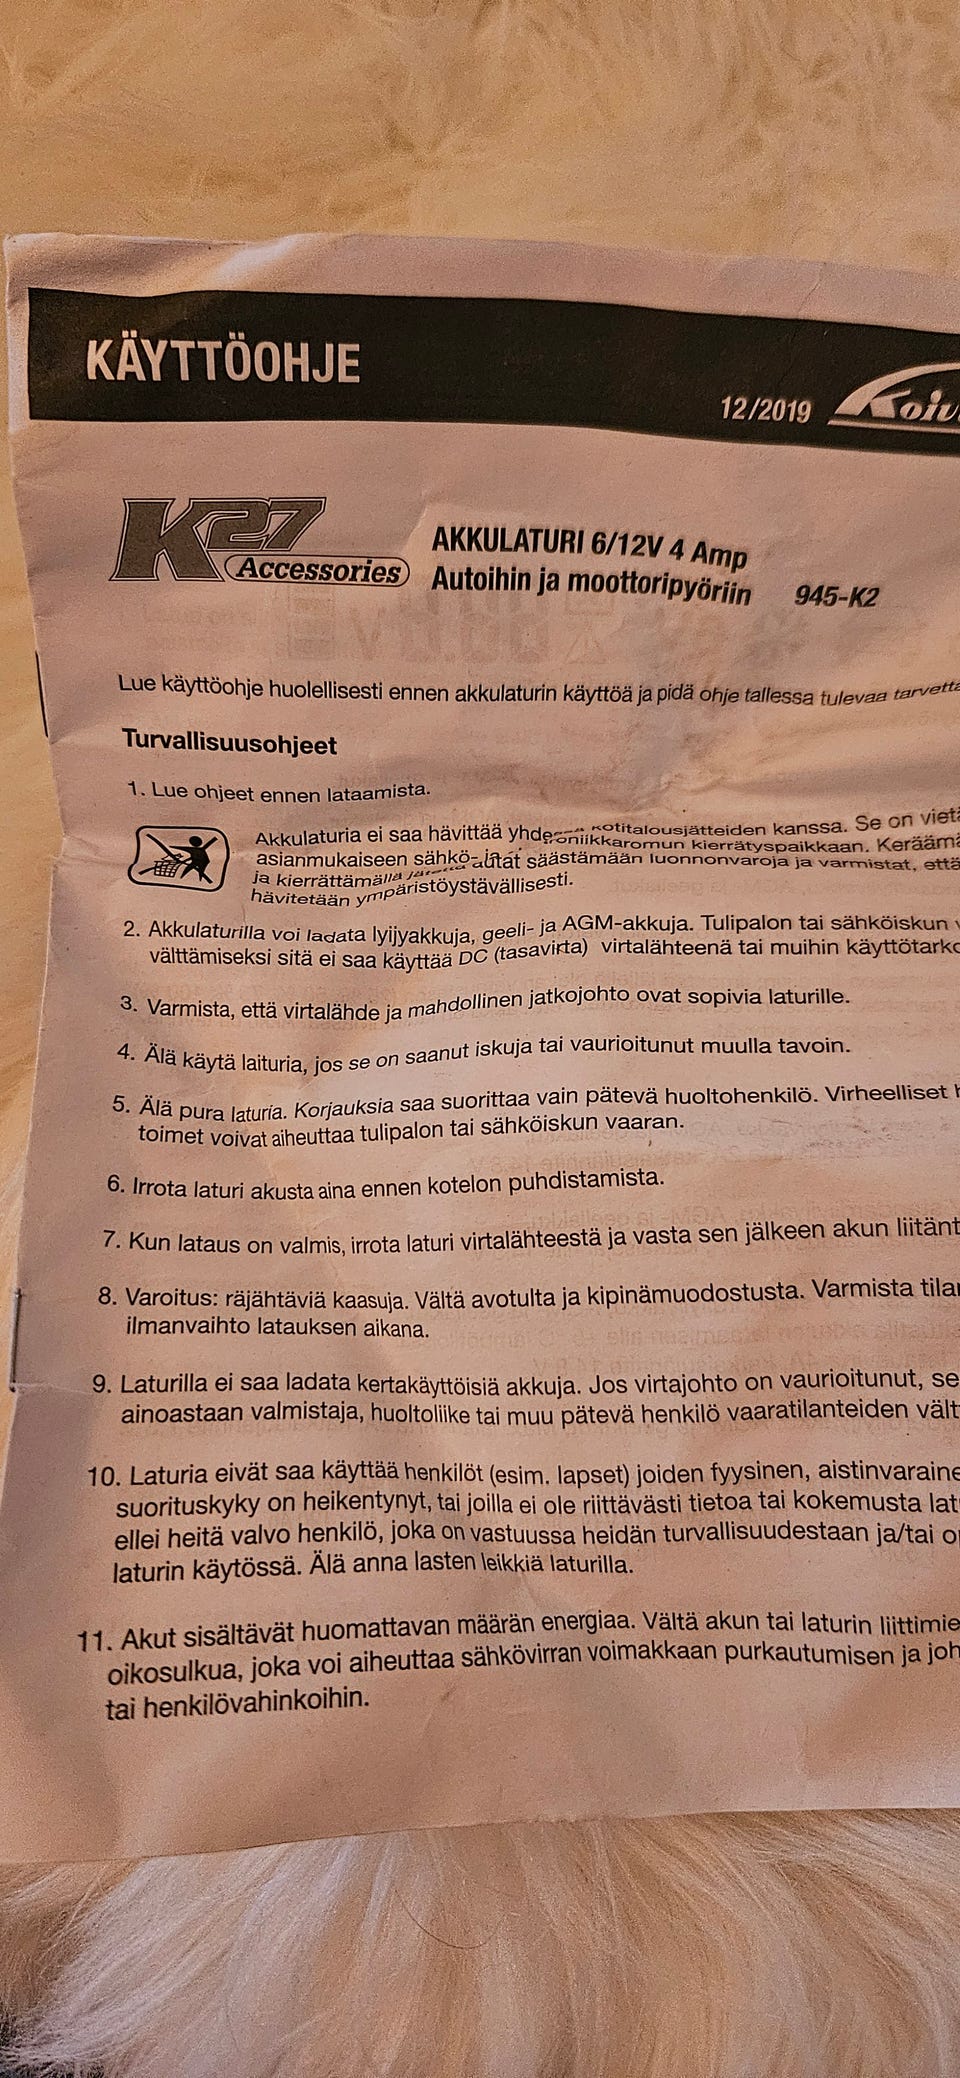 KÄYTTÖOHJE
12/2019
K27
Accessories
AKKULATURI 6/12V 4 Amp
Autoihin ja moottoripyöriin 945-K2
Lue käyttöohje huolellisesti ennen akkulaturin käyttöä ja pidä ohje tallessa tulevaa
Turvallisuusohjeet
1. Lue ohjeet ennen lataamista.
Akkulaturia ei saa hävittää kotitalousjätteiden kanssa. Se on
asianmukaiseen kierrätyspaikkaan.
ja kierrättämällä säästämään luonnonvaroja ja varmistat, että
hävitetään ympäristöystävällisesti.
2. Akkulaturilla voi ladata lyijyakkuja, geeli- ja AGM-akkuja. Tulipalon tai sähköiskun
välttämiseksi sitä ei saa käyttää DC (tasavirta) virtalähteenä tai muihin
3. Varmista, että virtalähde ja mahdollinen jatkojohto ovat sopivia laturille.
4. Älä käytä laituria, jos se on saanut iskuja tai vaurioitunut muulla tavoin.
5. Älä pura laturia. Korjauksia saa suorittaa vain pätevä huoltohenkilö. Virheelliset
toimet voivat aiheuttaa tulipalon tai sähköiskun vaaran.
6. Irrota laturi akusta aina ennen kotelon puhdistamista.
7. Kun lataus on valmis, irrota laturi virtalähteestä ja vasta sen jälkeen akun
8. Varoitus: räjähtäviä kaasuja. Vältä avotulta ja kipinämuodostusta. Varmista
ilmanvaihto latauksen aikana.
9. Laturilla ei saa ladata kertakäyttöisiä akkuja. Jos virtajohto on vaurioitunut, se
ainoastaan valmistaja, huoltoliike tai muu pätevä henkilö vaaratilanteiden
10. Laturia eivät saa käyttää henkilöt (esim. lapset) joiden fyysinen,
suorituskyky on heikentynyt, tai joilla ei ole riittävästi tietoa tai kokemusta
ellei heitä valvo henkilö, joka on vastuussa heidän turvallisuudestaan ja/tai
laturin käytössä. Älä anna lasten leikkiä laturilla.
11. Akut sisältävät huomattavan määrän energiaa. Vältä akun tai laturin
oikosulkua, joka voi aiheuttaa sähkövirran voimakkaan purkautumisen ja
tai henkilövahinkoihin.